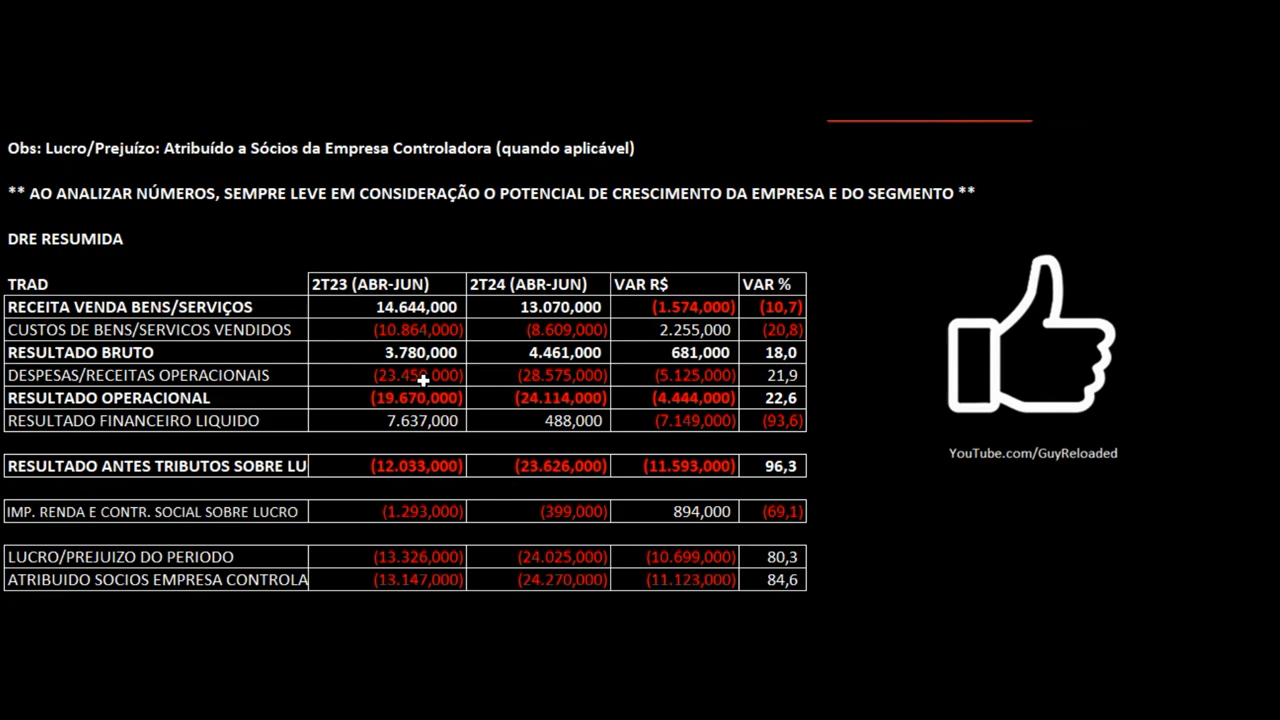 Obs: Lucro/Prejuízo: Atribuído a Sócios da Empresa Controladora (quando aplicável)
** AO ANALIZAR NÚMEROS, SEMPRE LEVE EM CONSIDERAÇÃO O POTENCIAL DE CRESCIMENTO DA EMPRESA E DO SEGMENTO **
DRE RESUMIDA
TRAD 2T23 (ABR-JUN) 2T24 (ABR-JUN) VAR R$ VAR %
RECEITA VENDA BENS/SERVIÇOS 14.644,000 13.070,000 (1.574,000) (10,7)
CUSTOS DE BENS/SERVICOS VENDIDOS (10.864,000) (8.609,000) 2.255,000 (20,8)
RESULTADO BRUTO 3.780,000 4.461,000 681,000 18,0
DESPESAS/RECEITAS OPERACIONAIS (28.575,000) (5.125,000) 21,9
RESULTADO OPERACIONAL (19.670,000) (24.114,000) (4.444,000) 22,6
RESULTADO FINANCEIRO LIQUIDO 7.637,000 488,000 (7.149,000) (93,6)
RESULTADO ANTES TRIBUTOS SOBRE LU (12.033,000) (23.626,000) (11.593,000) 96,3
IMP. RENDA E CONTR. SOCIAL SOBRE LUCRO (1.293,000) (399,000) 894,000 (69,1)
LUCRO/PREJUIZO DO PERIODO (13.326,000) (24.025,000) (10.699,000) 80,3
ATRIBUIDO SOCIOS EMPRESA CONTROLA (13.147,000) (24.270,000) (11.123,000) 84,6
YouTube.com/GuyReloaded